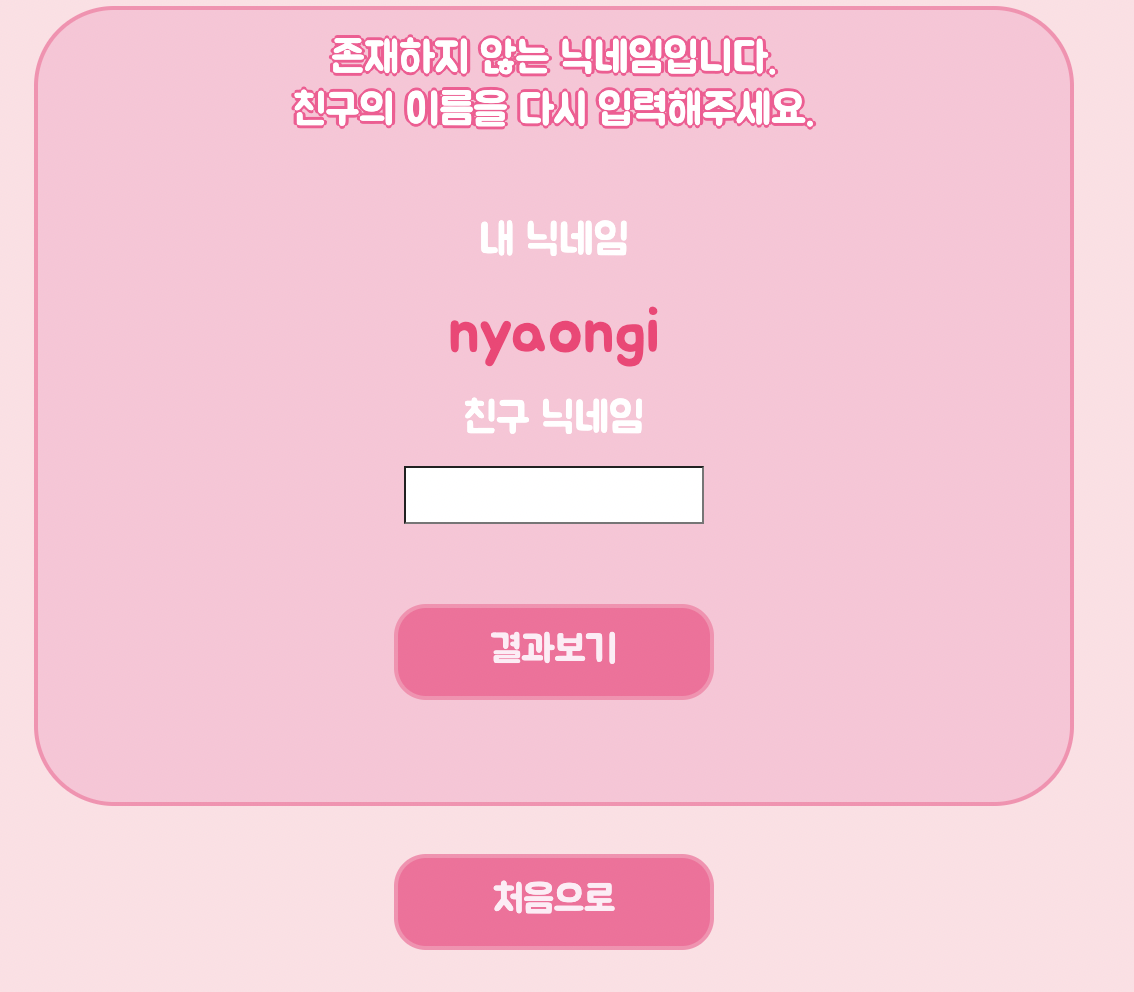 존재하지 않는 닉네임입니다.
친구의 이름을 다시 입력해주세요.
내 닉네임
nyaongi
친구 닉네임
결과보기
처음으로